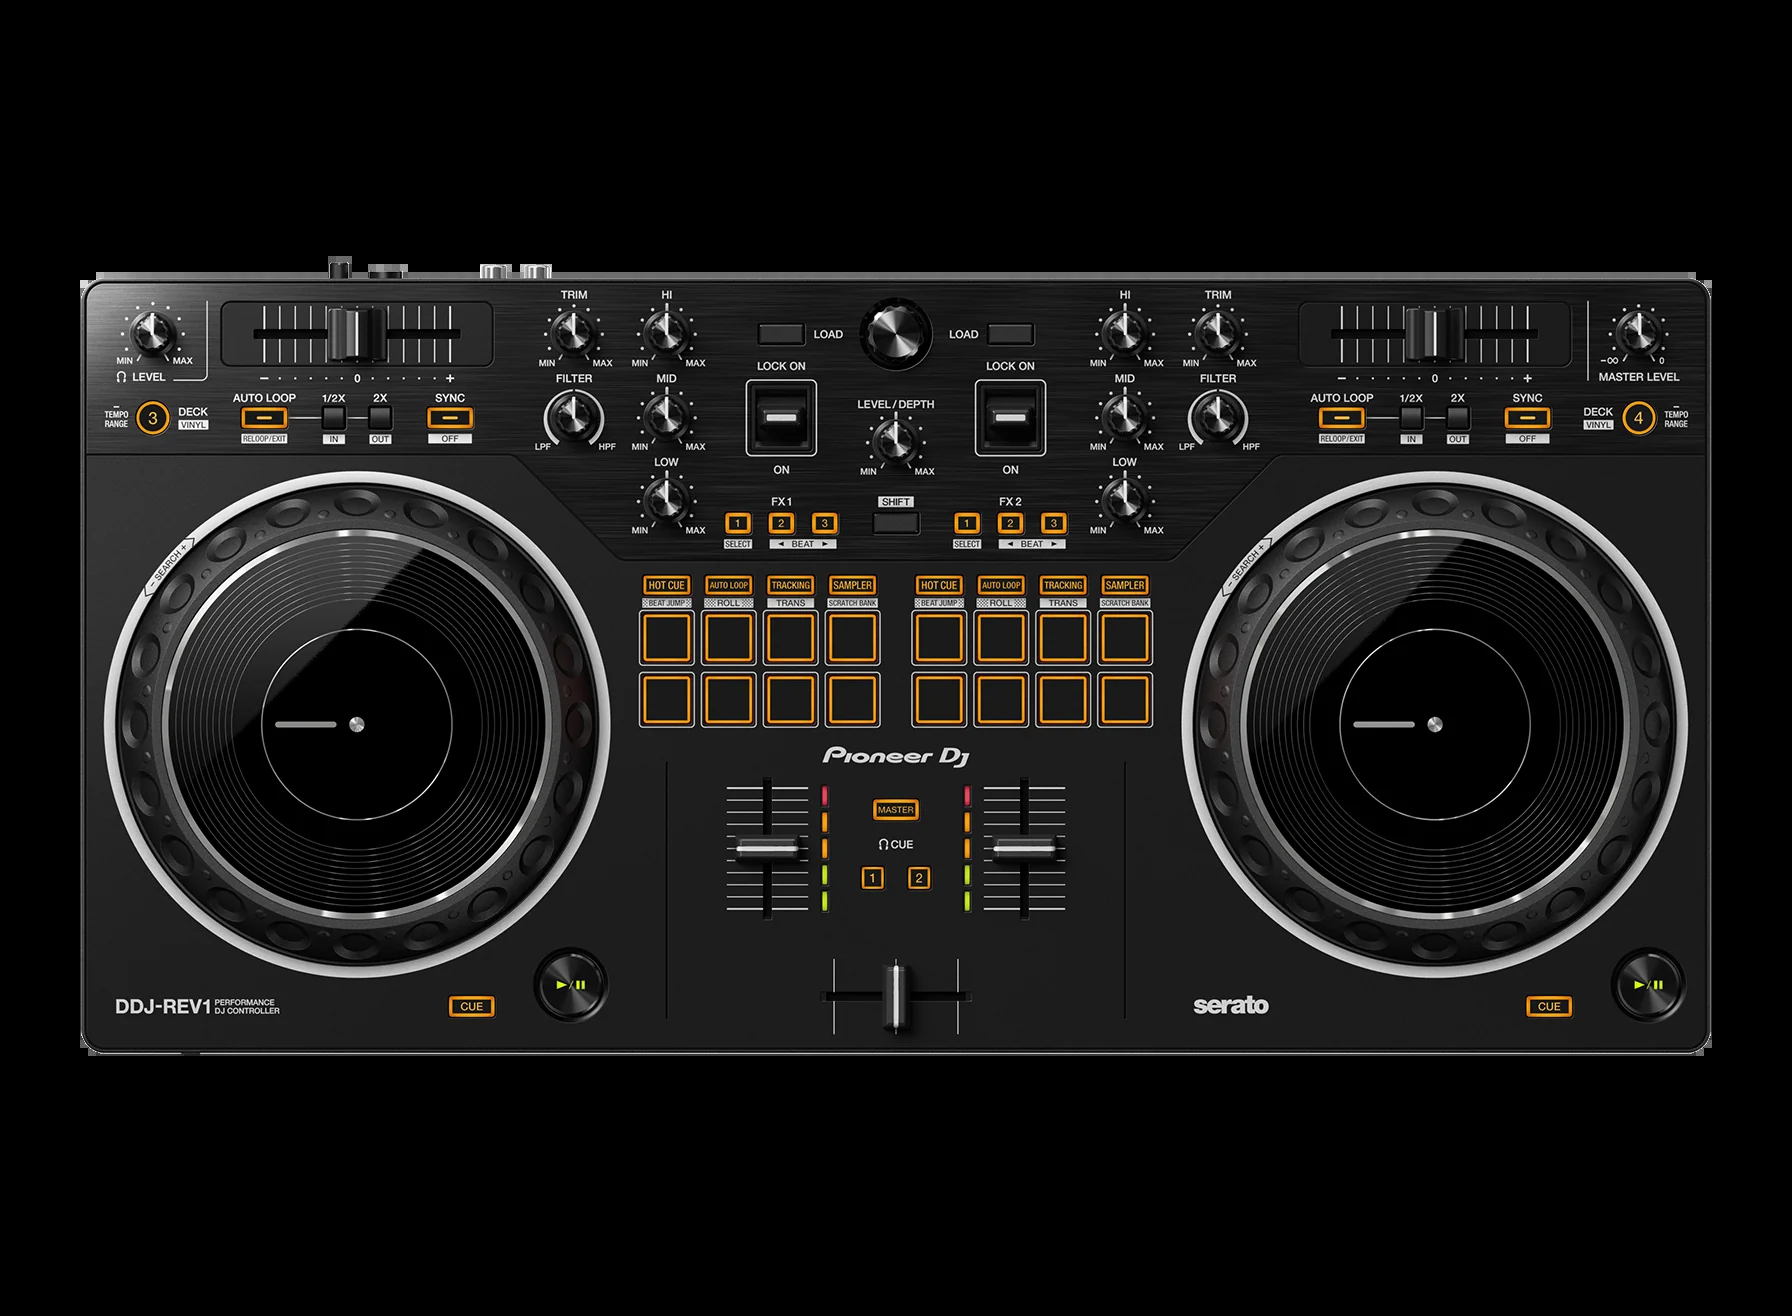 TRIM HI HI TRIM
LOAD LOAD
MIN MAX MIN MAX MIN MAX MIN MAX MIN MAX -∞ 0
LEVEL LOCK ON LOCK ON MASTER LEVEL
− 0 + − 0 +
FILTER MID MID FILTER
AUTO LOOP 1/2X 2X SYNC LEVEL/DEPTH AUTO LOOP 1/2X 2X SYNC
TEMPO RANGE 3 DECK VINYL DECK VINYL 4 TEMPO RANGE
RELOOP/EXIT IN OUT OFF RELOOP/EXIT IN OUT OFF
LPF HPF MIN MAX MIN MAX LPF HPF
LOW ON MIN MAX ON LOW
FX 1 SHIFT FX 2
1 2 3 1 2 3
MIN MAX MIN MAX
SELECT ◄ BEAT ► SELECT ◄ BEAT ►
− SEARCH + − SEARCH +
HOT CUE AUTO LOOP TRACKING SAMPLER HOT CUE AUTO LOOP TRACKING SAMPLER
BEAT JUMP ROLL TRANS SCRATCH BANK BEAT JUMP ROLL TRANS SCRATCH BANK
Pioneer Dj
MASTER
CUE
1 2
DDJ-REV1 PERFORMANCE DJ CONTROLLER CUE ►/II serato CUE ►/II